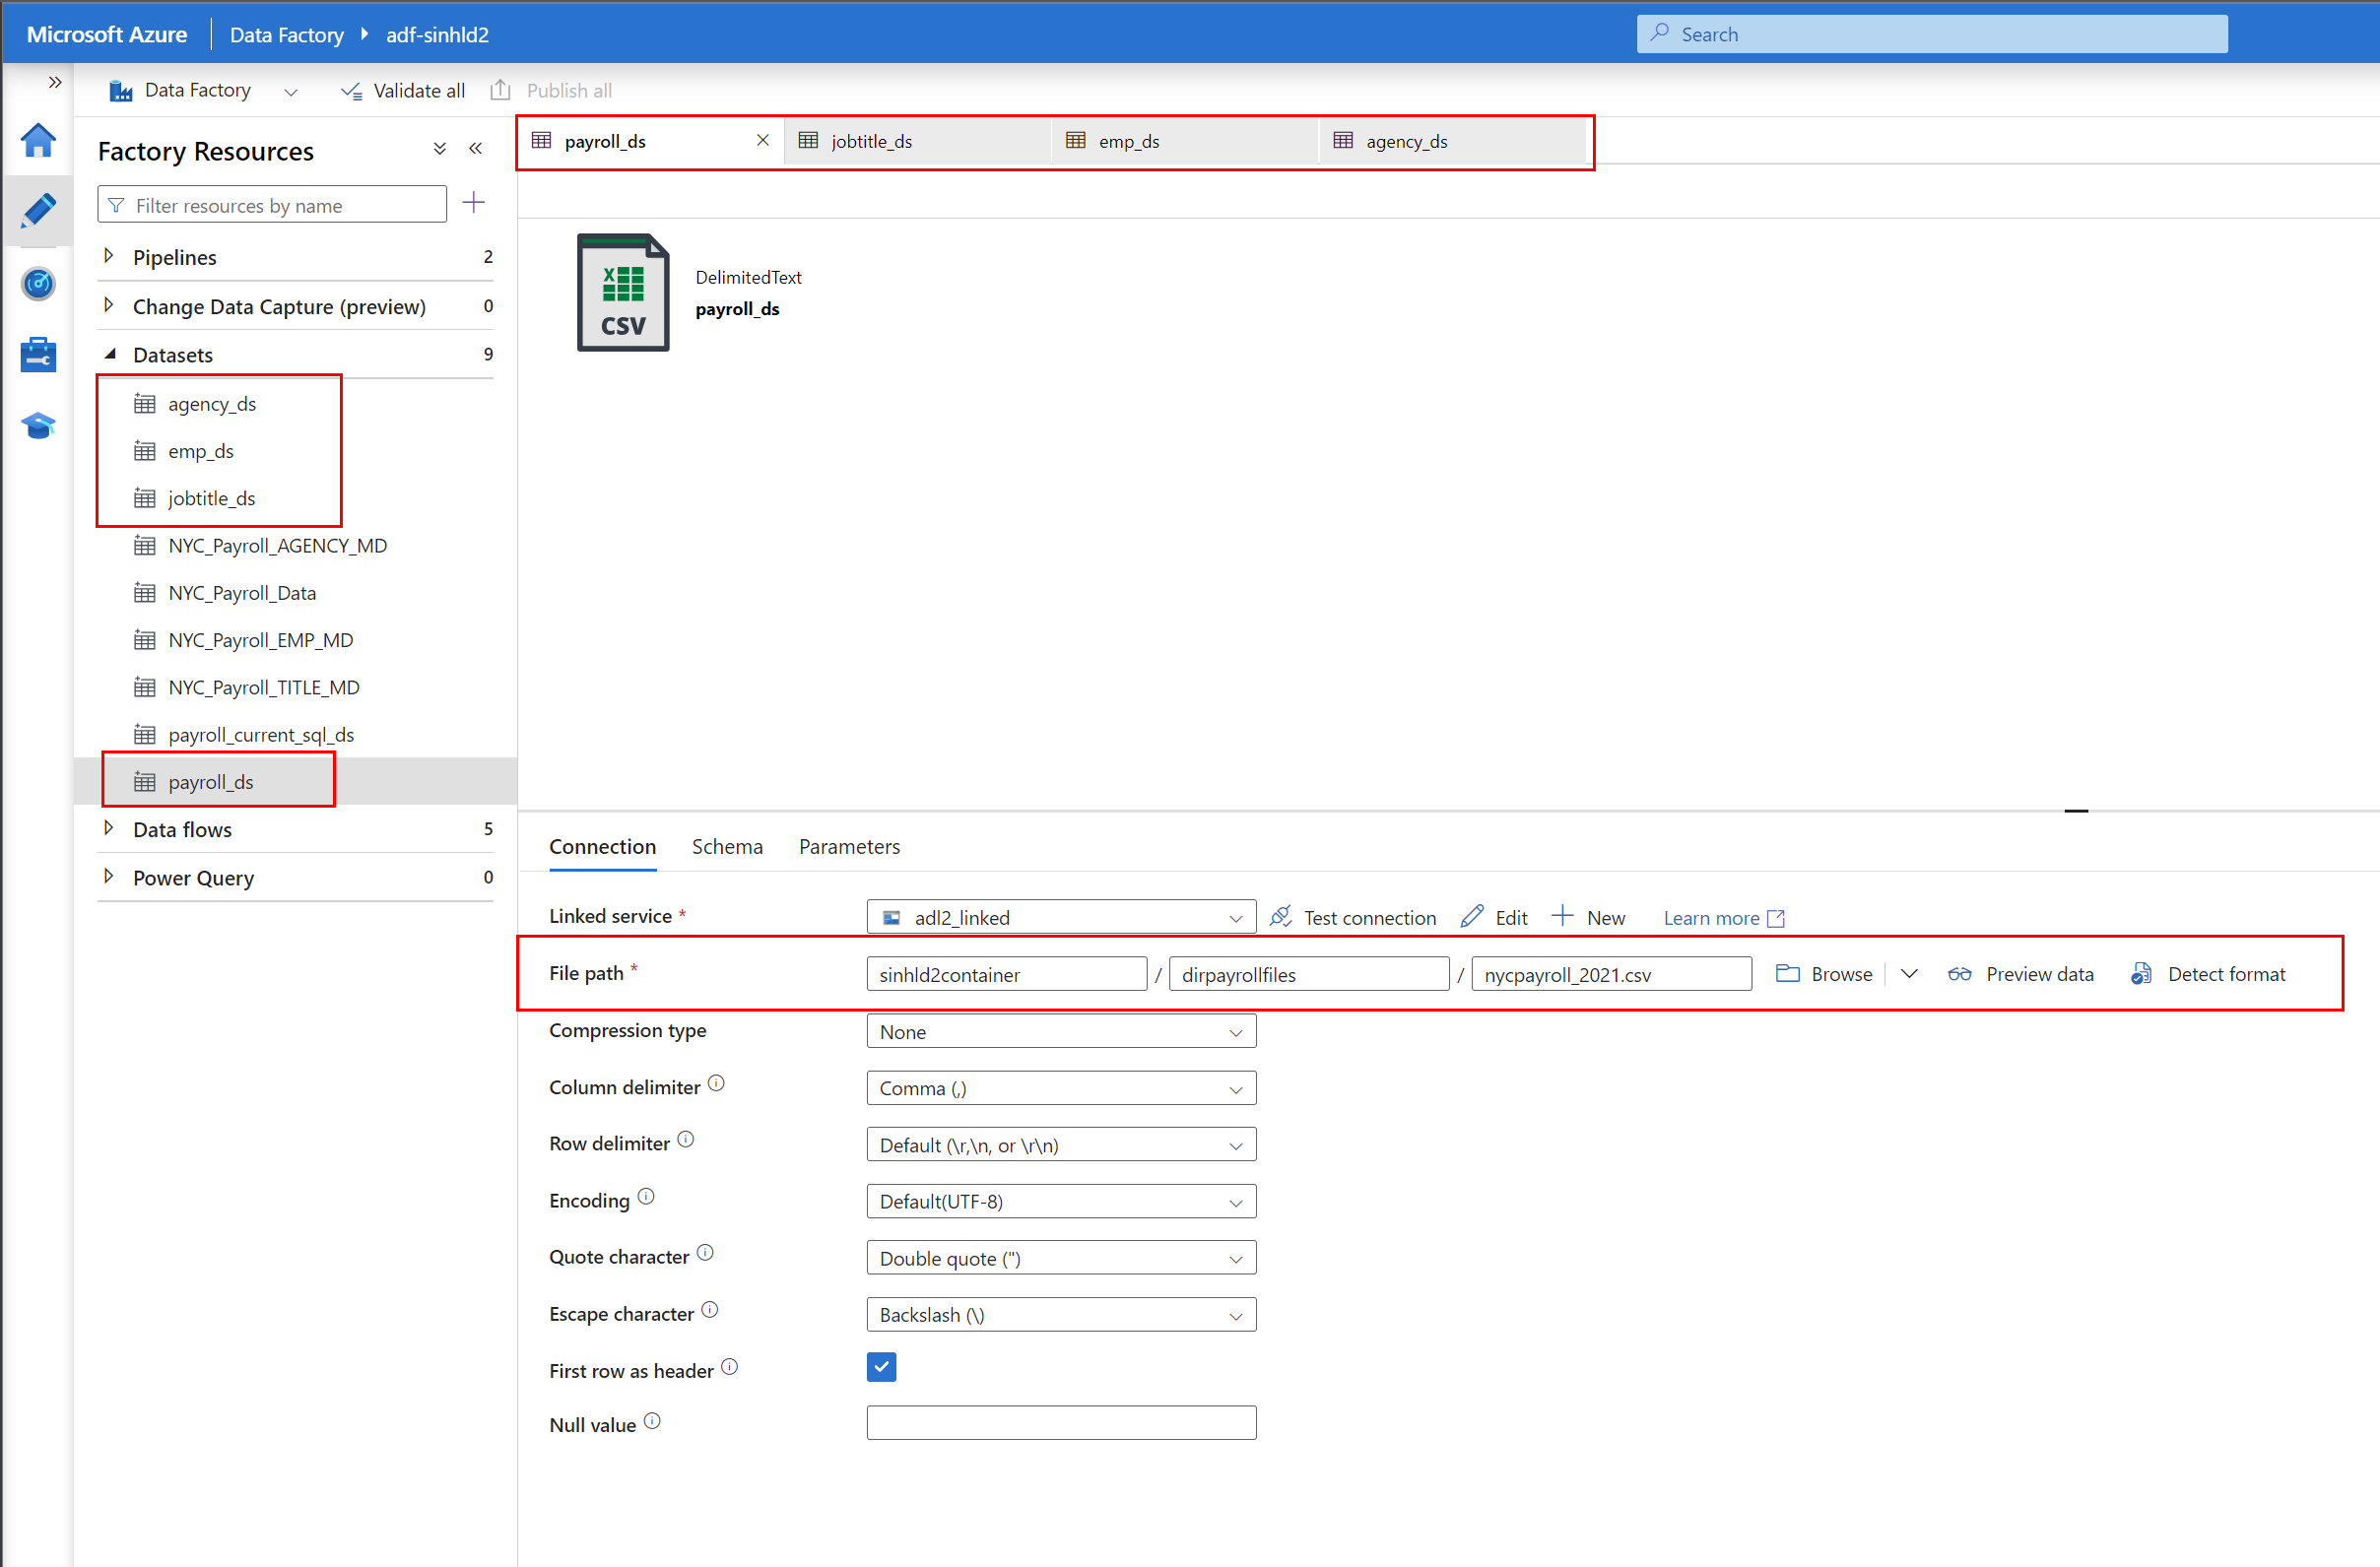 Microsoft Azure
Data Factory
adf-sinhld2
Search
Data Factory
Validate all
Publish all
Factory Resources
Filter resources by name
Pipelines 2
Change Data Capture (preview) 0
Datasets 9
agency_ds
emp_ds
jobtitle_ds
NYC_Payroll_AGENCY_MD
NYC_Payroll_Data
NYC_Payroll_EMP_MD
NYC_Payroll_TITLE_MD
payroll_current_sql_ds
payroll_ds
Data flows 5
Power Query 0
payroll_ds
jobtitle_ds
emp_ds
agency_ds
X
CSV
DelimitedText
payroll_ds
Connection
Schema
Parameters
Linked service * adl2_linked Test connection Edit New Learn more
File path * sinhld2container / dirpayrollfiles / nycpayroll_2021.csv Browse Preview data Detect format
Compression type None
Column delimiter Comma (,)
Row delimiter Default (\r,\n, or \r\n)
Encoding Default(UTF-8)
Quote character Double quote (")
Escape character Backslash (\)
First row as header
Null value